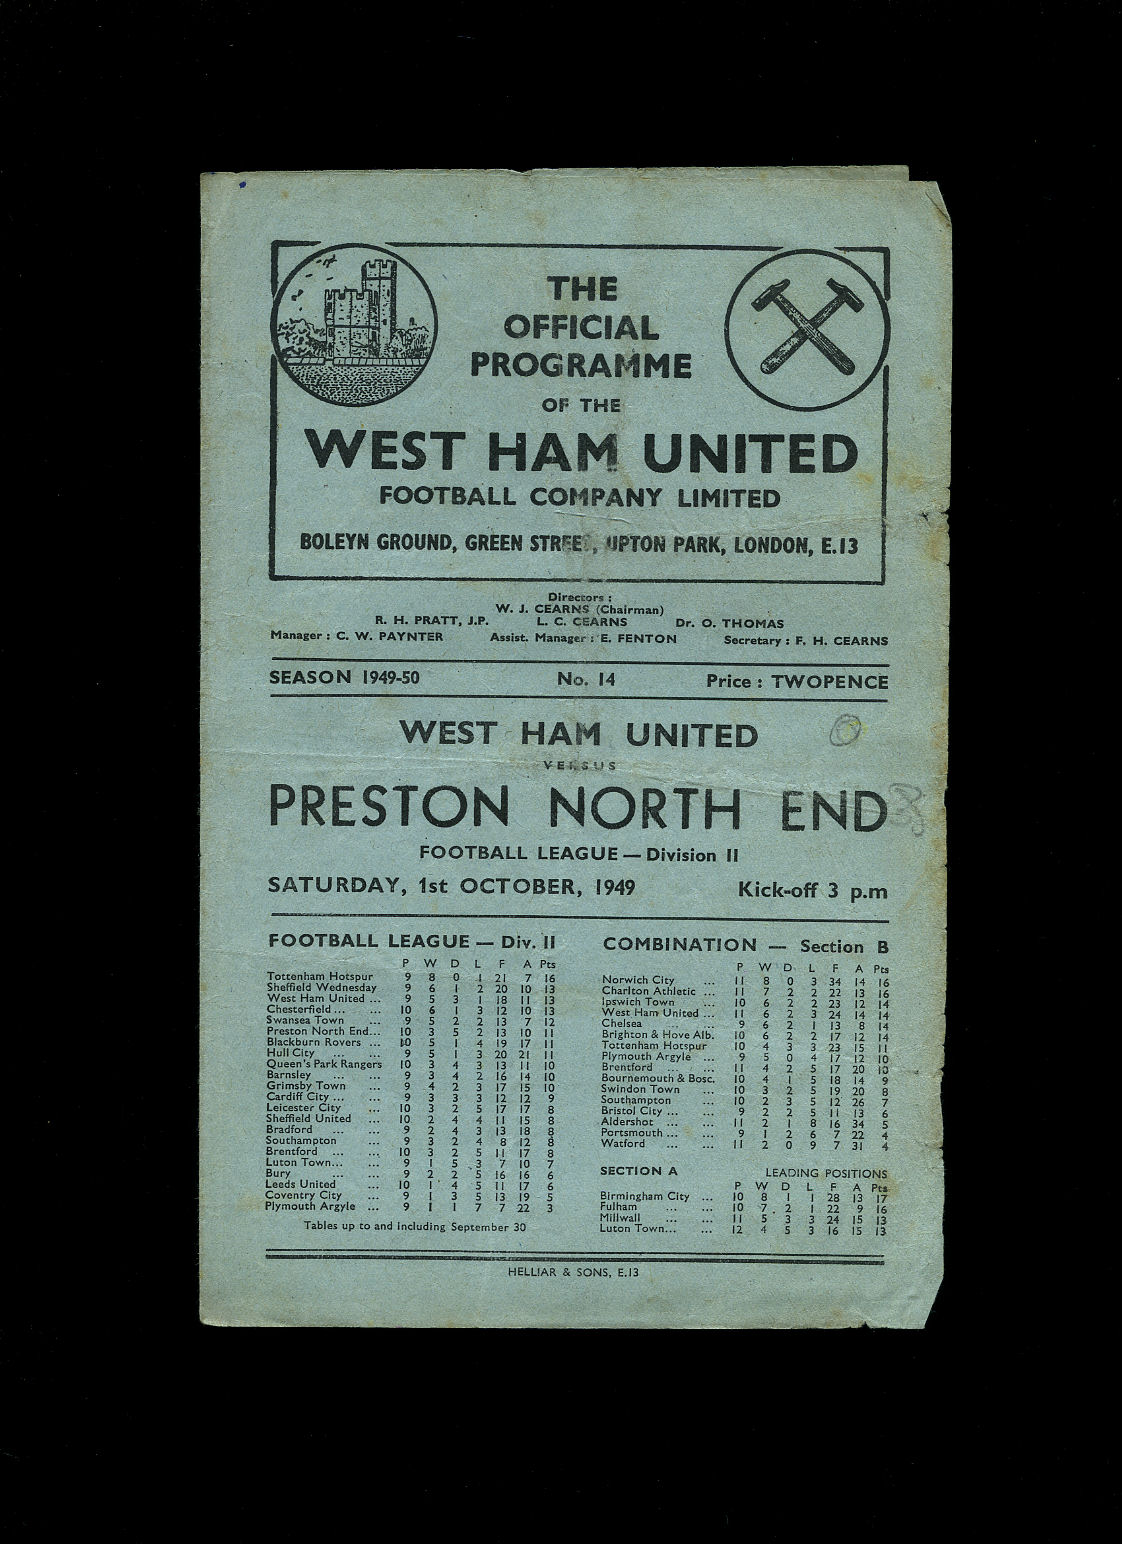 THE
OFFICIAL
PROGRAMME
OF THE
WEST HAM UNITED
FOOTBALL COMPANY LIMITED
BOLEYN GROUND, GREEN STREET, UPTON PARK, LONDON, E.13
Directors :
W. J. CEARNS (Chairman)
R. H. PRATT, J.P. L. C. CEARNS Dr. O. THOMAS
Manager : C. W. PAYNTER Assist. Manager : E. FENTON Secretary : F. H. CEARNS
SEASON 1949-50 No. 14 Price : TWOPENCE
WEST HAM UNITED 0
VERSUS
PRESTON NORTH END 3
FOOTBALL LEAGUE — Division II
SATURDAY, 1st OCTOBER, 1949 Kick-off 3 p.m
FOOTBALL LEAGUE — Div. II
P W D L F A Pts
Tottenham Hotspur 9 8 0 1 21 7 16
Sheffield Wednesday 9 6 1 2 20 10 13
West Ham United ... 9 5 3 1 18 11 13
Chesterfield ... ... 10 6 1 3 12 10 13
Swansea Town ... 9 5 2 2 13 7 12
Preston North End... 10 3 5 2 13 10 11
Blackburn Rovers ... 10 5 1 4 19 17 11
Hull City ... ... 9 5 1 3 20 21 11
Queen's Park Rangers 10 3 4 3 13 11 10
Barnsley ... ... 9 3 4 2 16 14 10
Grimsby Town ... 9 4 2 3 17 15 10
Cardiff City ... ... 9 3 3 3 12 12 9
Leicester City ... 10 3 2 5 17 17 8
Sheffield United ... 10 2 4 4 11 15 8
Bradford ... ... 9 2 4 3 13 18 8
Southampton ... 9 3 2 4 8 12 8
Brentford ... ... 10 3 2 5 11 17 8
Luton Town... ... 9 1 5 3 7 10 7
Bury ... ... 9 2 2 5 16 16 6
Leeds United ... 10 1 4 5 11 17 6
Coventry City ... 9 1 3 5 13 19 5
Plymouth Argyle ... 9 1 1 7 7 22 3
Tables up to and including September 30
COMBINATION — Section B
P W D L F A Pts
Norwich City ... 11 8 0 3 34 14 16
Charlton Athletic ... 11 7 2 2 22 13 16
Ipswich Town ... 10 6 2 2 23 12 14
West Ham United ... 11 6 2 3 24 14 14
Chelsea ... ... 9 6 2 1 13 8 14
Brighton & Hove Alb. 10 6 2 2 17 12 14
Tottenham Hotspur 10 4 3 3 23 15 11
Plymouth Argyle ... 9 5 0 4 17 12 10
Brentford ... ... 11 4 2 5 17 20 10
Bournemouth & Bosc. 10 4 1 5 18 14 9
Swindon Town ... 10 3 2 5 19 20 8
Southampton ... 10 2 3 5 12 26 7
Bristol City ... ... 9 2 2 5 11 13 6
Aldershot ... ... 11 2 1 8 16 34 5
Portsmouth ... ... 9 1 2 6 7 22 4
Watford ... ... 11 2 0 9 7 31 4
SECTION A LEADING POSITIONS
P W D L F A Pts
Birmingham City ... 10 8 1 1 28 13 17
Fulham ... ... 10 7 2 1 22 9 16
Millwall ... ... 11 5 3 3 24 15 13
Luton Town... ... 12 4 5 3 16 15 13
HELLIAR & SONS, E.13